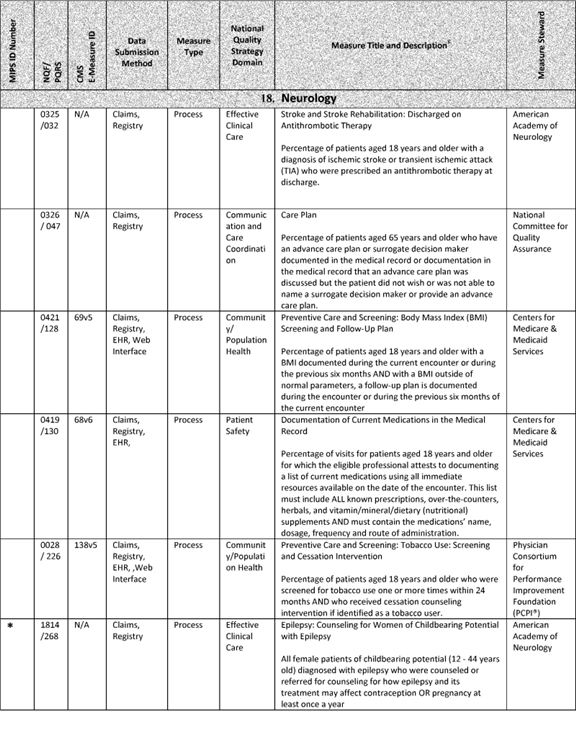 MIPS ID Number
NQF/
PQRS
CMS
E-Measure ID
Data
Submission
Method
Measure
Type
National
Quality
Strategy
Domain
Measure Title and Description
Measure Steward
18. Neurology
0325
/032
N/A
Claims,
Registry
Process
Effective
Clinical
Care
Stroke and Stroke Rehabilitation: Discharged on
Antithrombotic Therapy
Percentage of patients aged 18 years and older with a
diagnosis of ischemic stroke or transient ischemic attack
(TIA) who were prescribed an antithrombotic therapy at
discharge.
American
Academy of
Neurology
0326
/ 047
N/A
Claims,
Registry
Process
Communic
ation and
Care
Coordinati
on
Care Plan
Percentage of patients aged 65 years and older who have
an advance care plan or surrogate decision maker
documented in the medical record or documentation in
the medical record that an advance care plan was
discussed but the patient did not wish or was not able to
name a surrogate decision maker or provide an advance
care plan.
National
Committee for
Quality
Assurance
0421
/128
69v5
Claims,
Registry,
EHR, Web
Interface
Process
Communit
y/
Population
Health
Preventive Care and Screening: Body Mass Index (BMI)
Screening and Follow-Up Plan
Percentage of patients aged 18 years and older with a
BMI documented during the current encounter or during
the previous six months AND with a BMI outside of
normal parameters, a follow-up plan is documented
during the encounter or during the previous six months of
the current encounter
Centers for
Medicare &
Medicaid
Services
0419
/130
68v6
Claims,
Registry,
EHR,
Process
Patient
Safety
Documentation of Current Medications in the Medical
Record
Percentage of visits for patients aged 18 years and older
for which the eligible professional attests to documenting
a list of current medications using all immediate
resources available on the date of the encounter. This list
must include ALL known prescriptions, over-the-counters,
herbals, and vitamin/mineral/dietary (nutritional)
supplements AND must contain the medications' name,
dosage, frequency and route of administration.
Centers for
Medicare &
Medicaid
Services
0028
/ 226
138v5
Claims,
Registry,
EHR, ,Web
Interface
Process
Communit
y/Populati
on Health
Preventive Care and Screening: Tobacco Use: Screening
and Cessation Intervention
Percentage of patients aged 18 years and older who were
screened for tobacco use one or more times within 24
months AND who received cessation counseling
intervention if identified as a tobacco user.
Physician
Consortium
for
Performance
Improvement
Foundation
(PCPI®)
*
1814
/268
N/A
Claims,
Registry
Process
Effective
Clinical
Care
Epilepsy: Counseling for Women of Childbearing Potential
with Epilepsy
All female patients of childbearing potential (12 - 44 years
old) diagnosed with epilepsy who were counseled or
referred for counseling for how epilepsy and its
treatment may affect contraception OR pregnancy at
least once a year
American
Academy of
Neurology